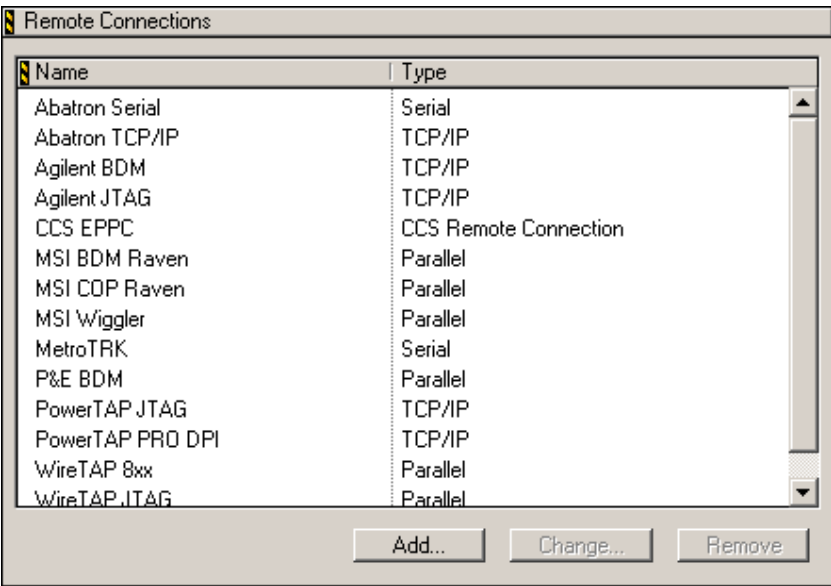 Remote Connections
Name Type
Abatron Serial Serial
Abatron TCP/IP TCP/IP
Agilent BDM TCP/IP
Agilent JTAG TCP/IP
CCS EPPC CCS Remote Connection
MSI BDM Raven Parallel
MSI COP Raven Parallel
MSI Wiggler Parallel
MetroTRK Serial
P&E BDM Parallel
PowerTAP JTAG TCP/IP
PowerTAP PRO DPI TCP/IP
WireTAP 8xx Parallel
WireTAP JTAG Parallel
Add... Change... Remove